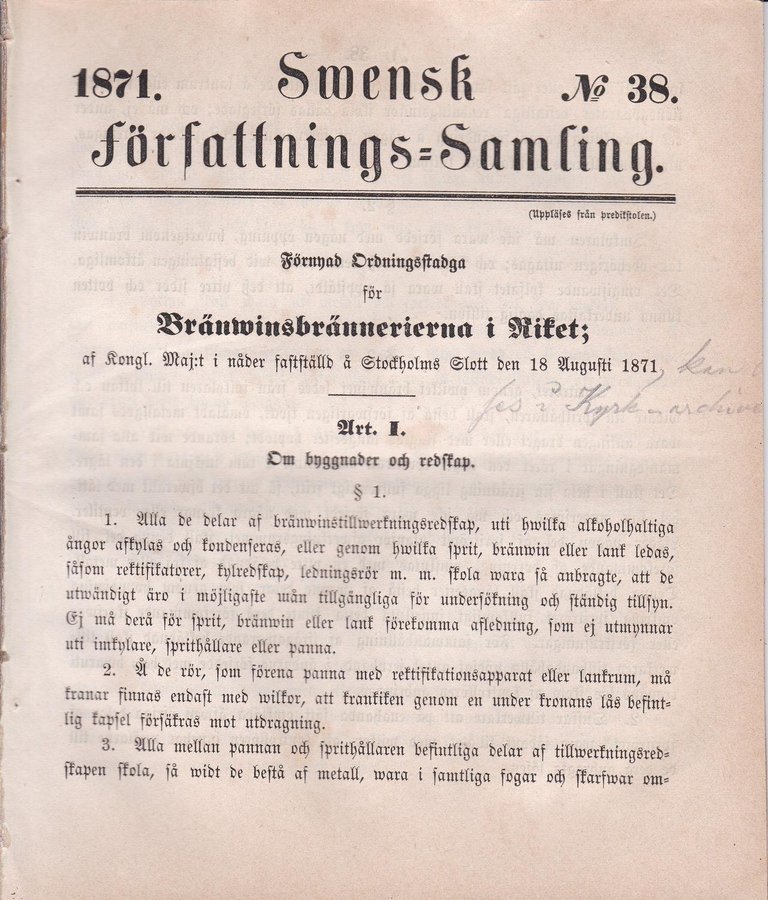 1871. Swensk № 38.
Författnings-Samling.
(Uppläses från predikstolen.)
Förnyad Ordningsstadga
för
Bränwinsbrännerierna i Riket;
af Kongl. Maj:t i nåder fastställd å Stockholms Slott den 18 Augusti 1871,
kan
ses i Kyrk-archive
Art. I.
Om byggnader och redskap.
§ 1.
1. Alla de delar af bränwinstillwerkningsredskap, uti hwilka alkoholhaltiga
ångor afkylas och kondenseras, eller genom hwilka sprit, bränwin eller lank ledas,
såsom rektifikatorer, kylredskap, ledningsrör m. m. skola wara så anbragte, att de
utwändigt äro i möjligaste mån tillgängliga för undersökning och ständig tillsyn.
Ej må derå för sprit, bränwin eller lank förekomma afledning, som ej utmynnar
uti imkylare, sprithållare eller panna.
2. Å de rör, som förena panna med rektifikationsapparat eller lankrum, må
kranar finnas endast med wilkor, att krankiken genom en under kronans lås befint-
lig kapsel försäkras mot utdragning.
3. Alla mellan pannan och sprithållaren befintliga delar af tillwerkningsred-
skapen skola, så widt de bestå af metall, wara i samtliga fogar och skarfwar om-